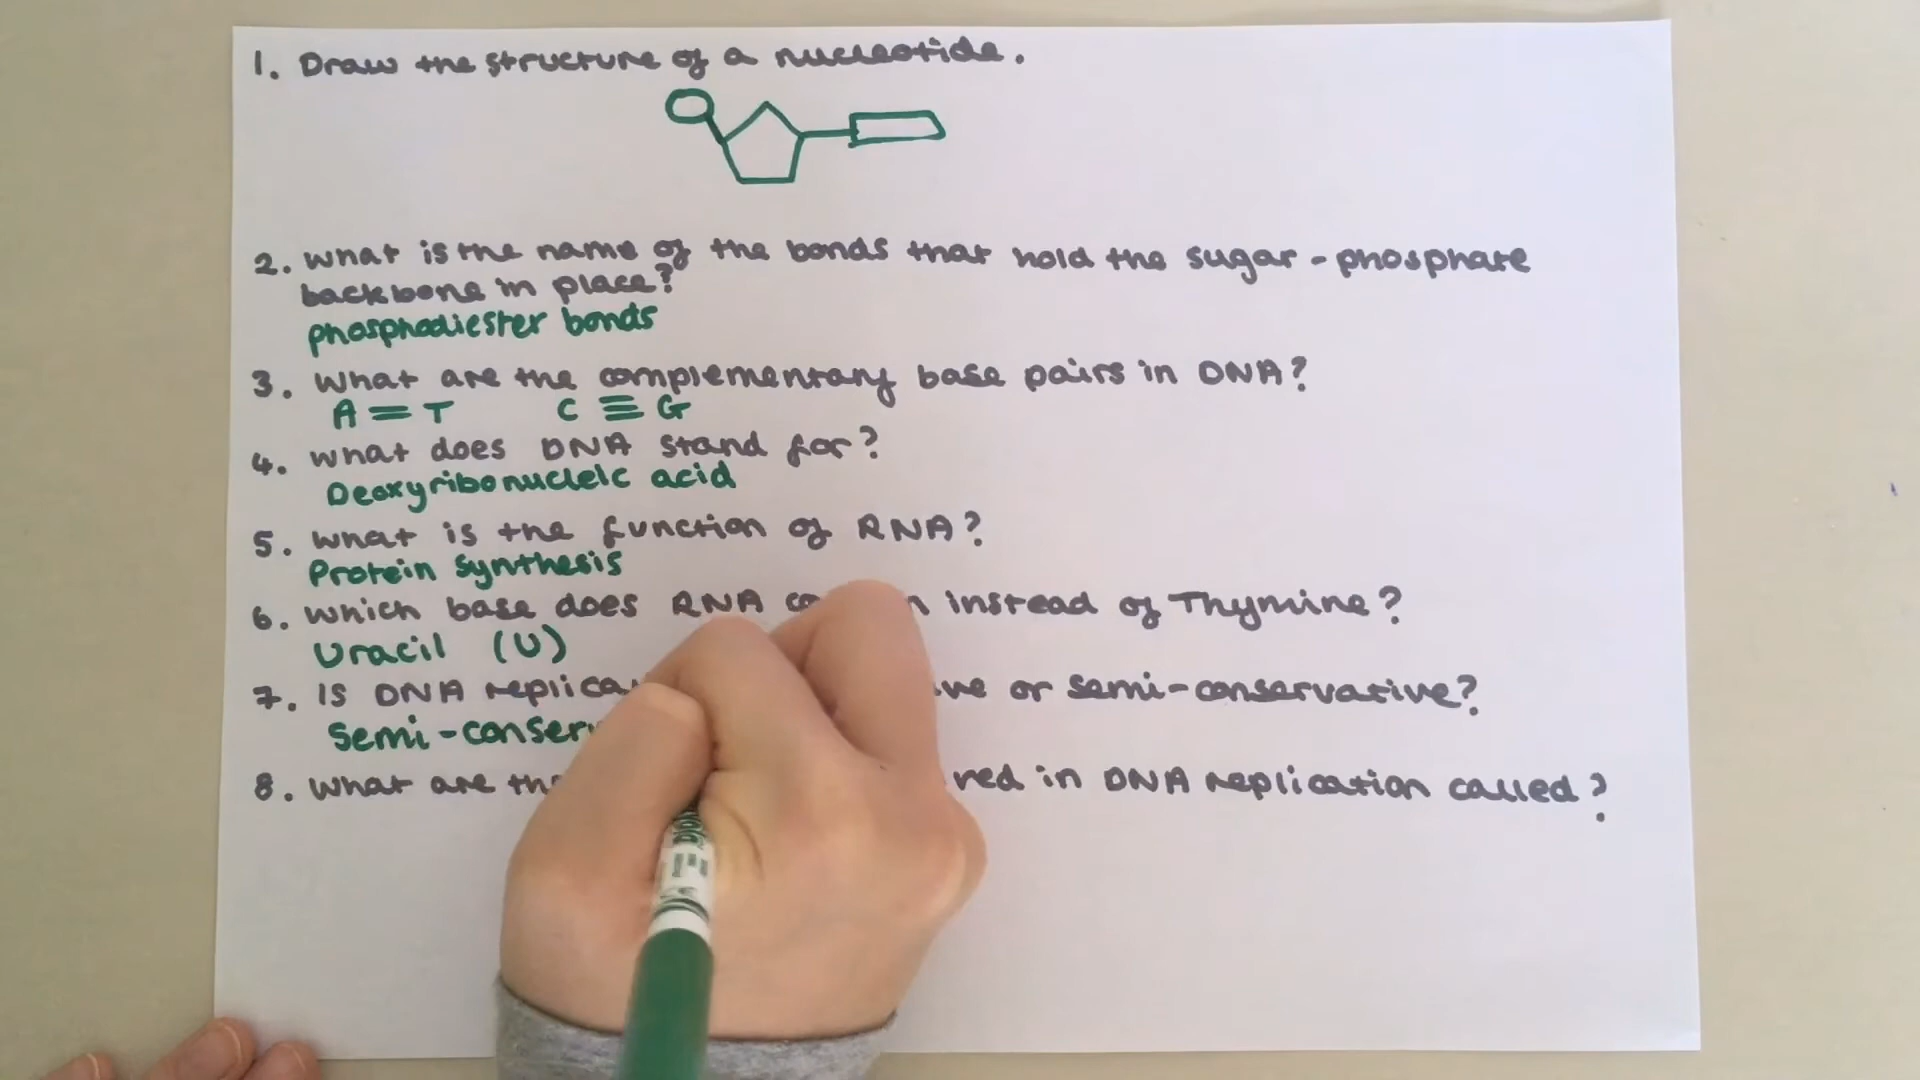 1. Draw the structure of a nucleotide.
2. What is the name of the bonds that hold the sugar-phosphate
backbone in place?
phosphodiester bonds
3. What are the complementary base pairs in DNA?
A = T C ≡ G
4. What does DNA stand for?
Deoxyribonucleic acid
5. What is the function of RNA?
Protein synthesis
6. Which base does RNA instead of Thymine?
Uracil (U)
7. Is DNA or semi-conservative?
Semi-conserv
8. What are in DNA replication called?